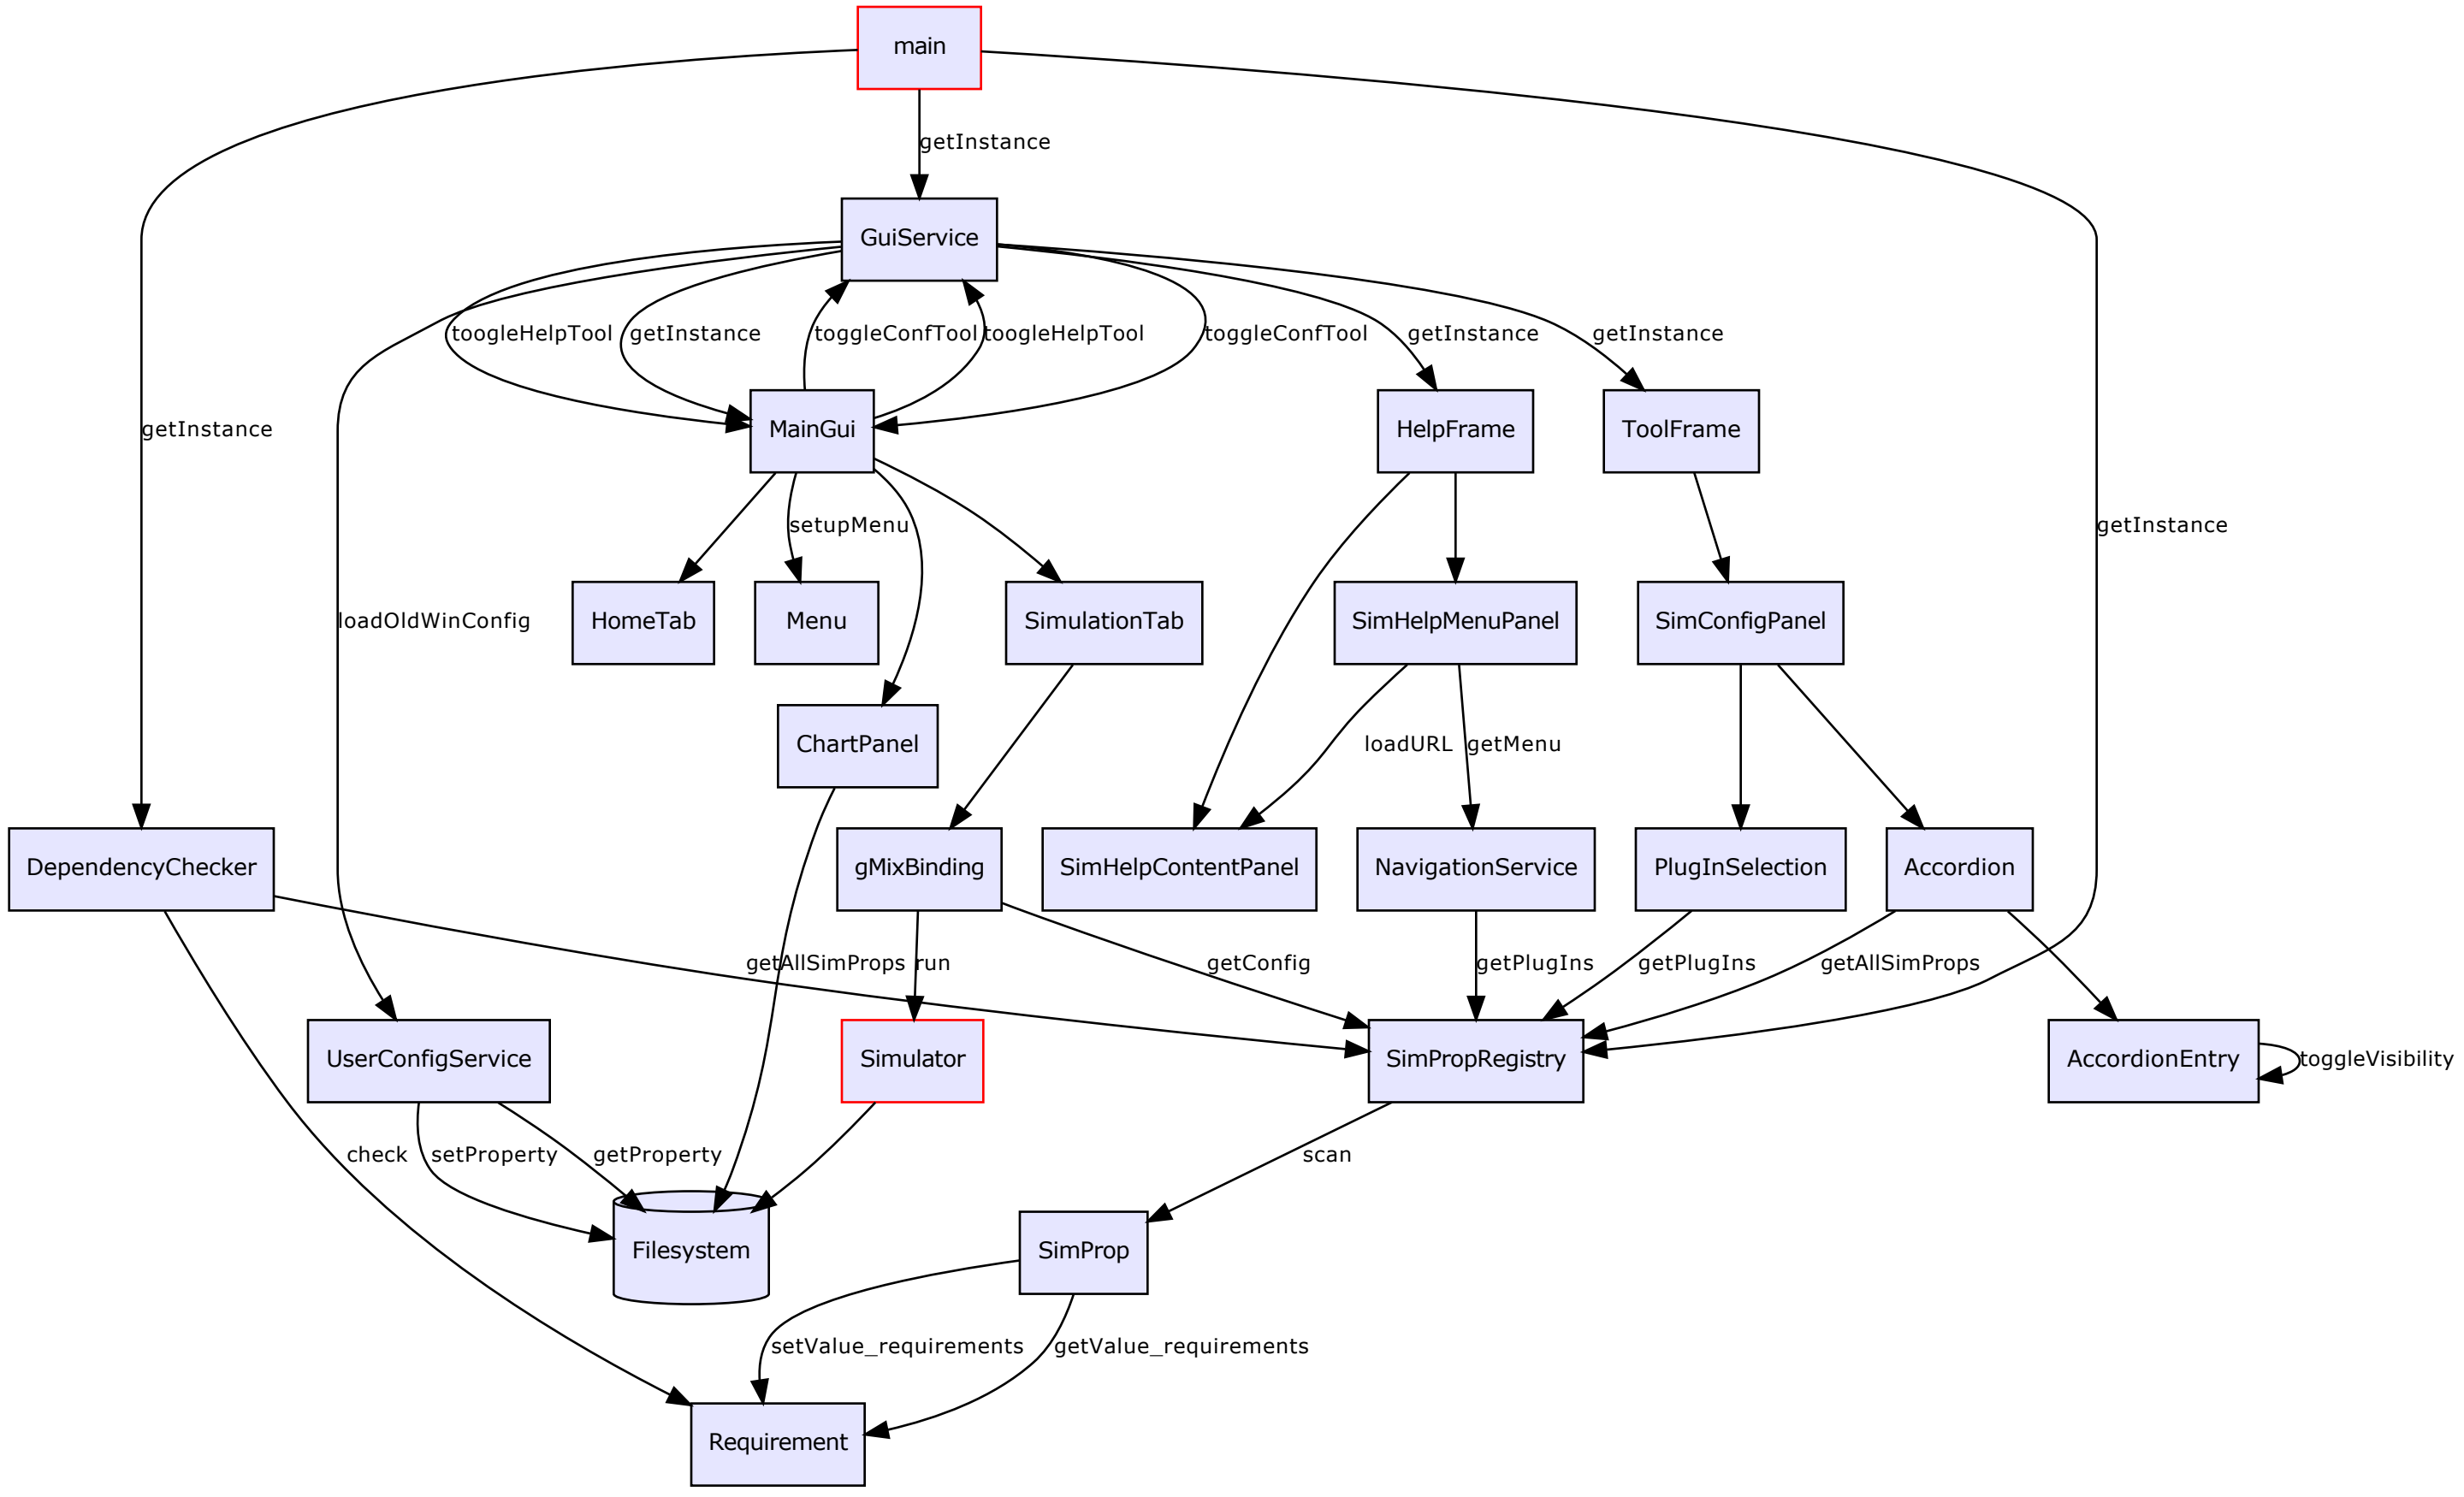 main
getInstance
GuiService
toogleHelpTool
getInstance
toggleConfTool
toogleHelpTool
toggleConfTool
getInstance
getInstance
getInstance
MainGui
HelpFrame
ToolFrame
setupMenu
getInstance
loadOldWinConfig
HomeTab
Menu
SimulationTab
SimHelpMenuPanel
SimConfigPanel
ChartPanel
loadURL
getMenu
DependencyChecker
gMixBinding
SimHelpContentPanel
NavigationService
PlugInSelection
Accordion
getAllSimProps
run
getConfig
getPlugIns
getPlugIns
getAllSimProps
UserConfigService
Simulator
SimPropRegistry
AccordionEntry
toggleVisibility
check
setProperty
getProperty
scan
Filesystem
SimProp
setValue_requirements
getValue_requirements
Requirement